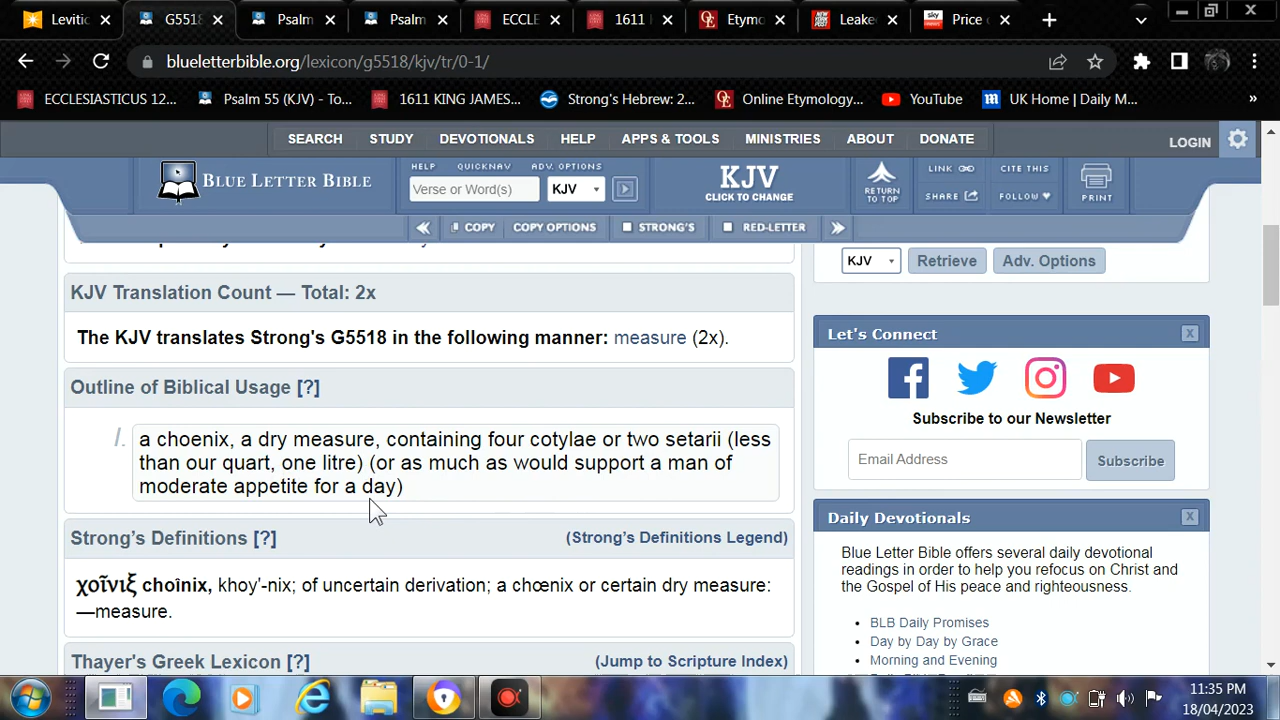 Levitic
G5518
Psalm
Psalm
ECCLE
1611
Etymo
Leake
Price c
blueletterbible.org/lexicon/g5518/kjv/tr/0-1/
ECCLESIASTICUS 12...
Psalm 55 (KJV) - To...
1611 KING JAMES...
Strong's Hebrew: 2...
Online Etymology...
YouTube
UK Home | Daily M...
»
SEARCH STUDY DEVOTIONALS HELP APPS & TOOLS MINISTRIES ABOUT DONATE
LOGIN
BLUE LETTER BIBLE
HELP QUICKNAV ADV. OPTIONS
Verse or Word(s) KJV
KJV
CLICK TO CHANGE
RETURN
TO TOP
LINK
CITE THIS
SHARE
FOLLOW
PRINT
COPY COPY OPTIONS STRONG'S RED-LETTER
KJV Retrieve Adv. Options
KJV Translation Count — Total: 2x
The KJV translates Strong's G5518 in the following manner: measure (2x).
Outline of Biblical Usage [?]
I.
a choenix, a dry measure, containing four cotylae or two setarii (less
than our quart, one litre) (or as much as would support a man of
moderate appetite for a day)
Strong's Definitions [?] (Strong's Definitions Legend)
χοῖνιξ choînix, khoy'-nix; of uncertain derivation; a chœnix or certain dry measure:
—measure.
Thayer's Greek Lexicon [?] (Jump to Scripture Index)
Let's Connect X
Subscribe to our Newsletter
Email Address Subscribe
Daily Devotionals X
Blue Letter Bible offers several daily devotional
readings in order to help you refocus on Christ and
the Gospel of His peace and righteousness.
• BLB Daily Promises
• Day by Day by Grace
• Morning and Evening
11:35 PM
18/04/2023